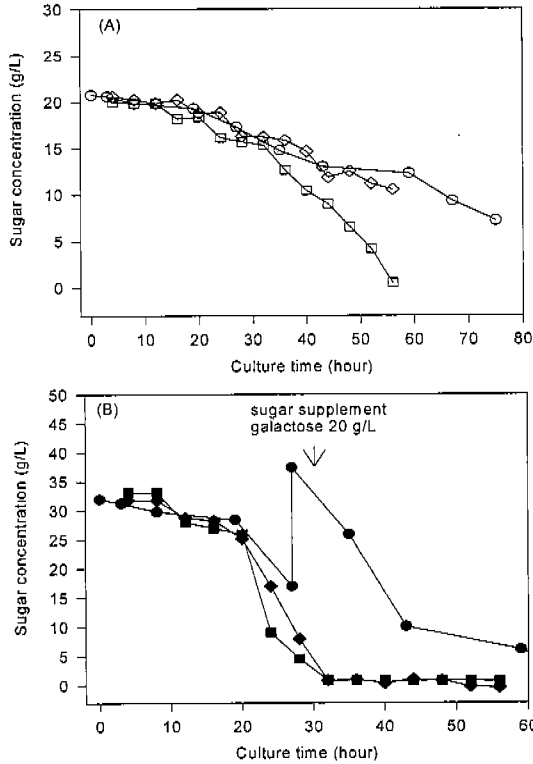 (A)
30
25
20
15
10
5
0
Sugar concentration (g/L)
0 10 20 30 40 50 60 70 80
Culture time (hour)
(B)
sugar supplement
galactose 20 g/L
50
45
40
35
30
25
20
15
10
5
0
Sugar concentration (g/L)
0 10 20 30 40 50 60
Culture time (hour)